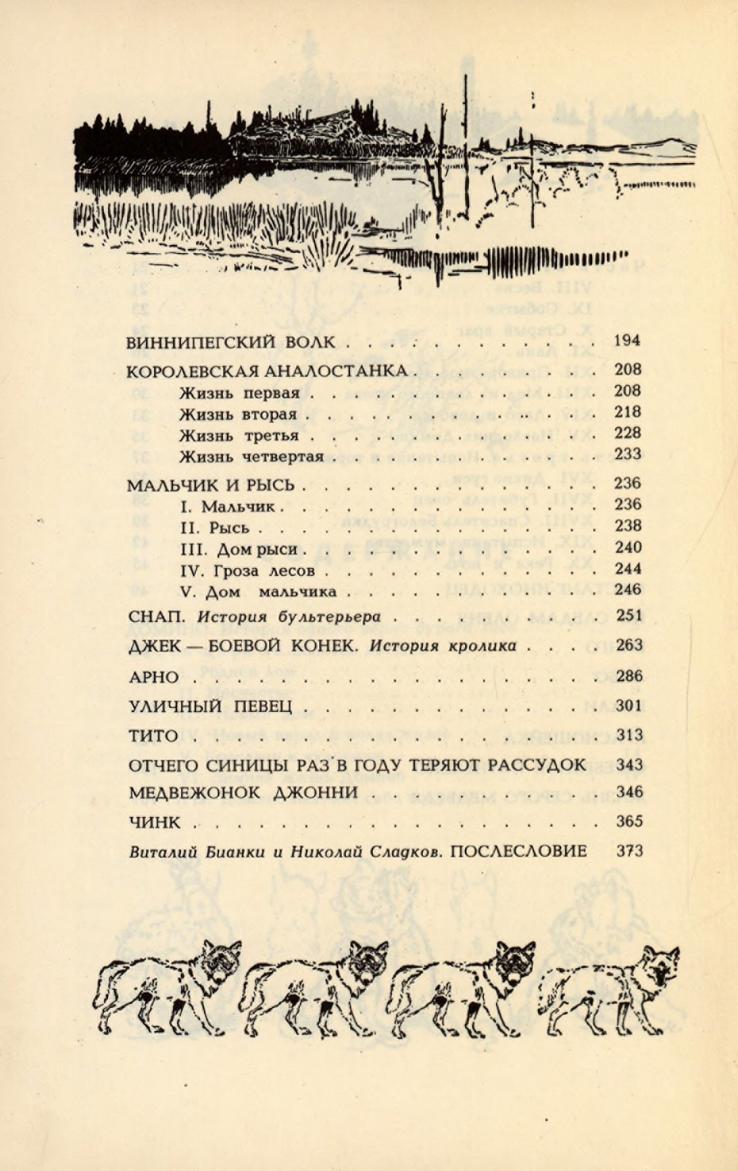 ВИННИПЕГСКИЙ ВОЛК . . . . . . . . . . . . 194
КОРОЛЕВСКАЯ АНАЛОСТАНКА . . . . . . . . . 208
Жизнь первая . . . . . . . . . . . . . 208
Жизнь вторая . . . . . . . . . . . . . 218
Жизнь третья . . . . . . . . . . . . . 228
Жизнь четвертая . . . . . . . . . . . . 233
МАЛЬЧИК И РЫСЬ . . . . . . . . . . . . . 236
I. Мальчик . . . . . . . . . . . . . . 236
II. Рысь . . . . . . . . . . . . . . . 238
III. Дом рыси . . . . . . . . . . . . . 240
IV. Гроза лесов . . . . . . . . . . . . 244
V. Дом мальчика . . . . . . . . . . . . 246
СНАП. История бультерьера . . . . . . . . . 251
ДЖЕК — БОЕВОЙ КОНЕК. История кролика . . . . 263
АРНО . . . . . . . . . . . . . . . . . 286
УЛИЧНЫЙ ПЕВЕЦ . . . . . . . . . . . . . 301
ТИТО . . . . . . . . . . . . . . . . . 313
ОТЧЕГО СИНИЦЫ РАЗ В ГОДУ ТЕРЯЮТ РАССУДОК 343
МЕДВЕЖОНОК ДЖОННИ . . . . . . . . . . . 346
ЧИНК . . . . . . . . . . . . . . . . . 365
Виталий Бианки и Николай Сладков. ПОСЛЕСЛОВИЕ 373